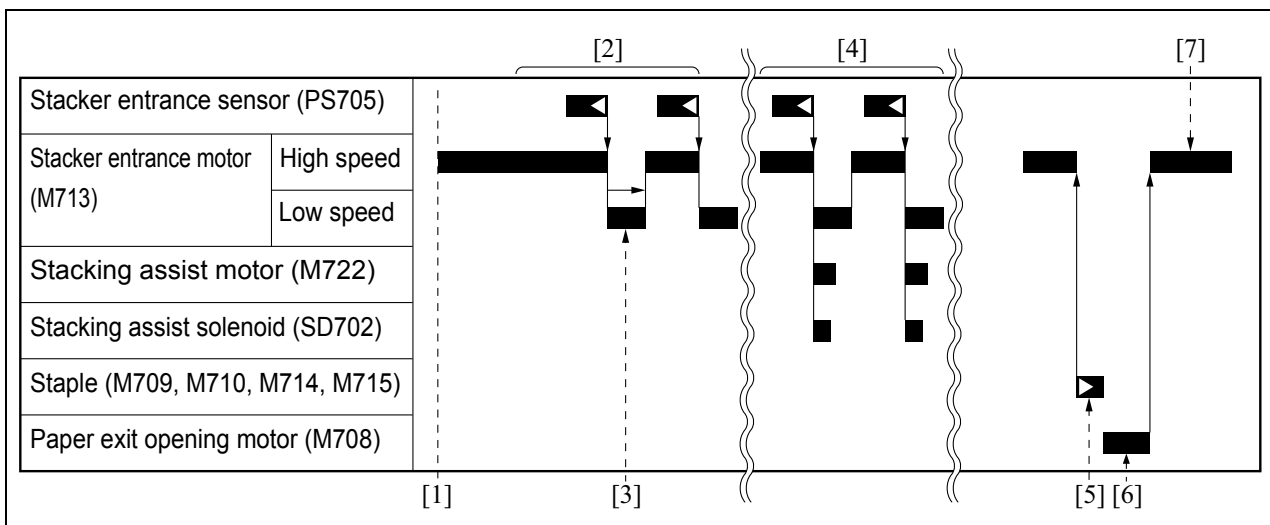 [2] [4] [7]
Stacker entrance sensor (PS705)
Stacker entrance motor
(M713)
High speed
Low speed
Stacking assist motor (M722)
Stacking assist solenoid (SD702)
Staple (M709, M710, M714, M715)
Paper exit opening motor (M708)
[1] [3] [5] [6]